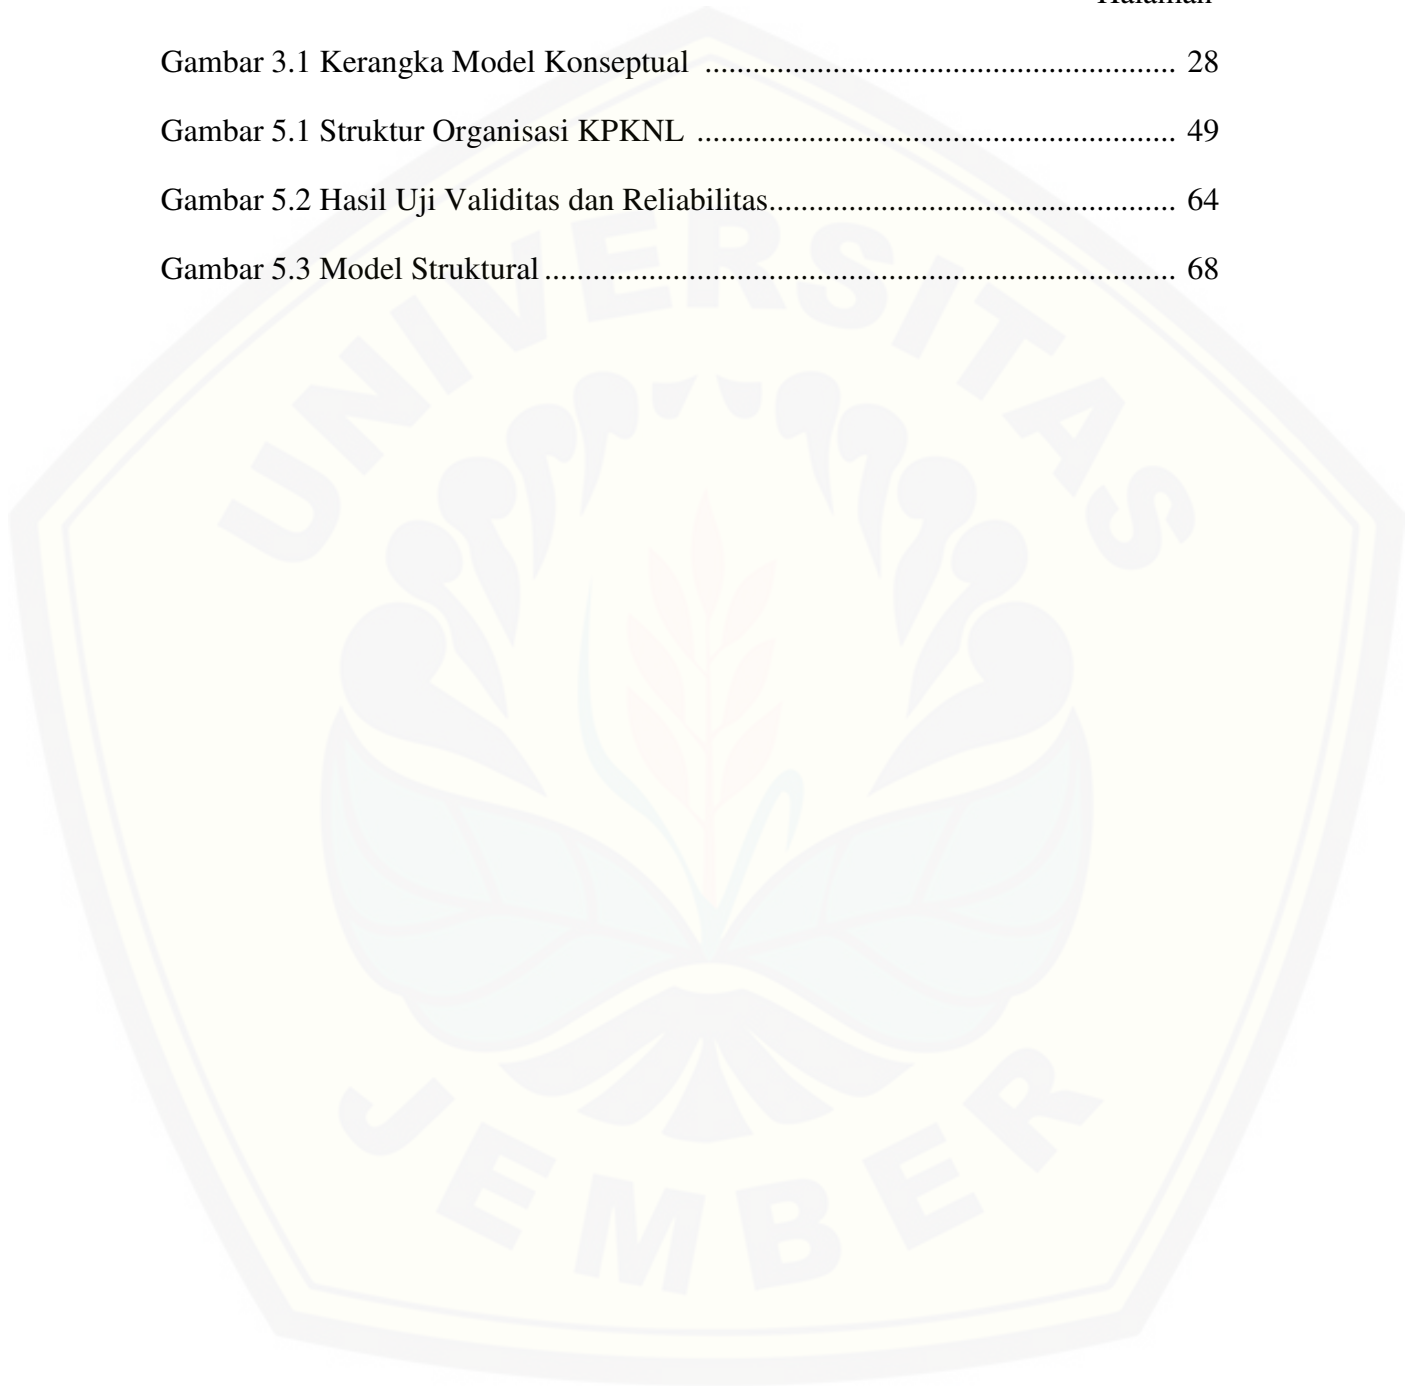 Halaman
Gambar 3.1 Kerangka Model Konseptual ........................................................... 28
Gambar 5.1 Struktur Organisasi KPKNL ............................................................ 49
Gambar 5.2 Hasil Uji Validitas dan Reliabilitas................................................... 64
Gambar 5.3 Model Struktural............................................................................... 68
UNIVERSITAS
JEMBER